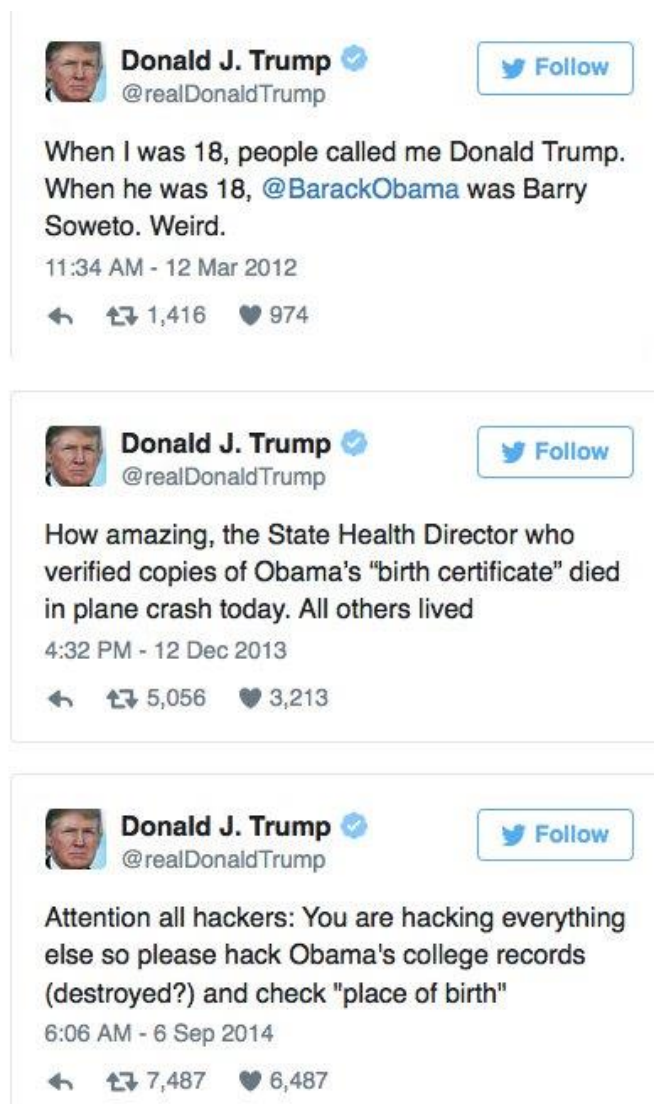 Donald J. Trump
Follow
@realDonaldTrump
When I was 18, people called me Donald Trump.
When he was 18, @BarackObama was Barry
Soweto. Weird.
11:34 AM - 12 Mar 2012
1,416 974
Donald J. Trump
Follow
@realDonaldTrump
How amazing, the State Health Director who
verified copies of Obama's “birth certificate” died
in plane crash today. All others lived
4:32 PM - 12 Dec 2013
5,056 3,213
Donald J. Trump
Follow
@realDonaldTrump
Attention all hackers: You are hacking everything
else so please hack Obama's college records
(destroyed?) and check "place of birth"
6:06 AM - 6 Sep 2014
7,487 6,487